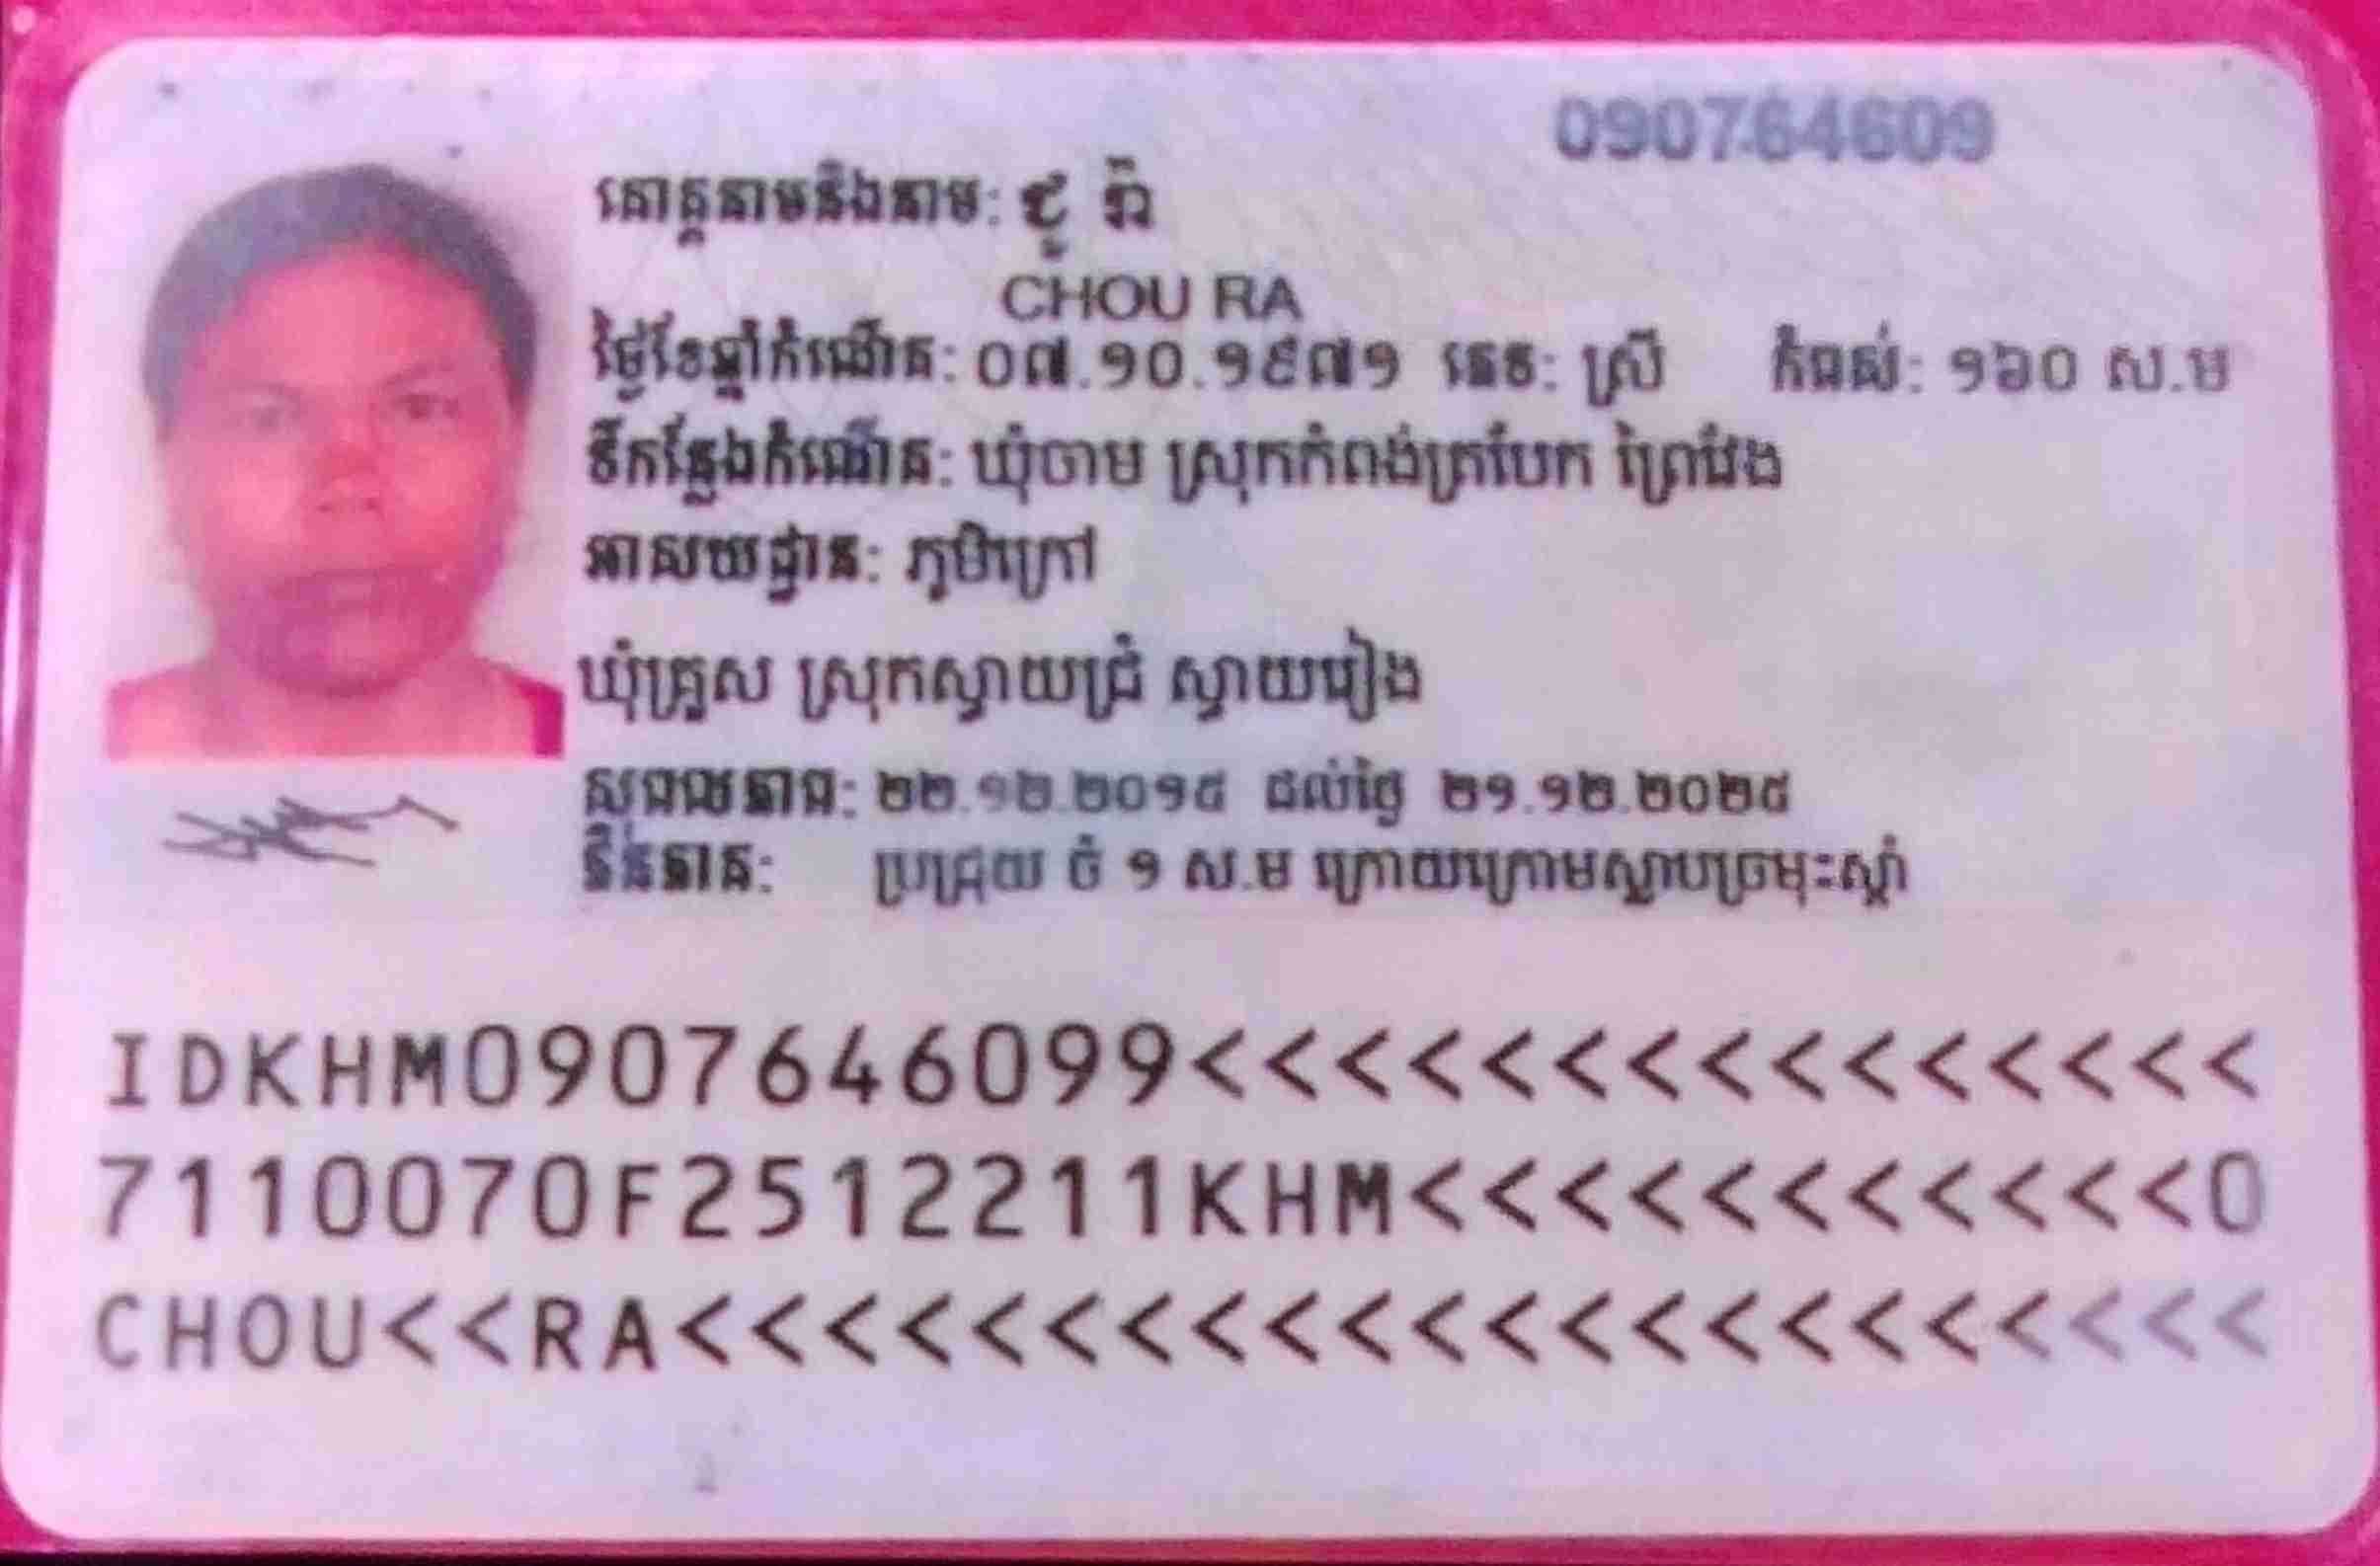 090764609
គោត្តនាមនិងនាម: ជូ រ៉ា
CHOU RA
ថ្ងៃខែឆ្នាំកំណើត: ០៧.១០.១៩៧១ ភេទ: ស្រី កំពស់: ១៦០ ស.ម
ទីកន្លែងកំណើត: ឃុំចាម ស្រុកកំពង់ត្របែក ព្រៃវែង
អាសយដ្ឋាន: ភូមិក្រៅ
ឃុំគ្រួស ស្រុកស្វាយជ្រំ ស្វាយរៀង
សុពលភាព: ២២.១២.២០១៥ ដល់ថ្ងៃ ២១.១២.២០២៥
ភិនភាគ: ប្រជ្រុយ ចំ ១ ស.ម ក្រោយក្រោមស្លាបច្រមុះស្តាំ
IDKHM0907646099<<<<<<<<<<<<<<<
7110070F2512211KHM<<<<<<<<<<<0
CHOU<<RA<<<<<<<<<<<<<<<<<<<<<<